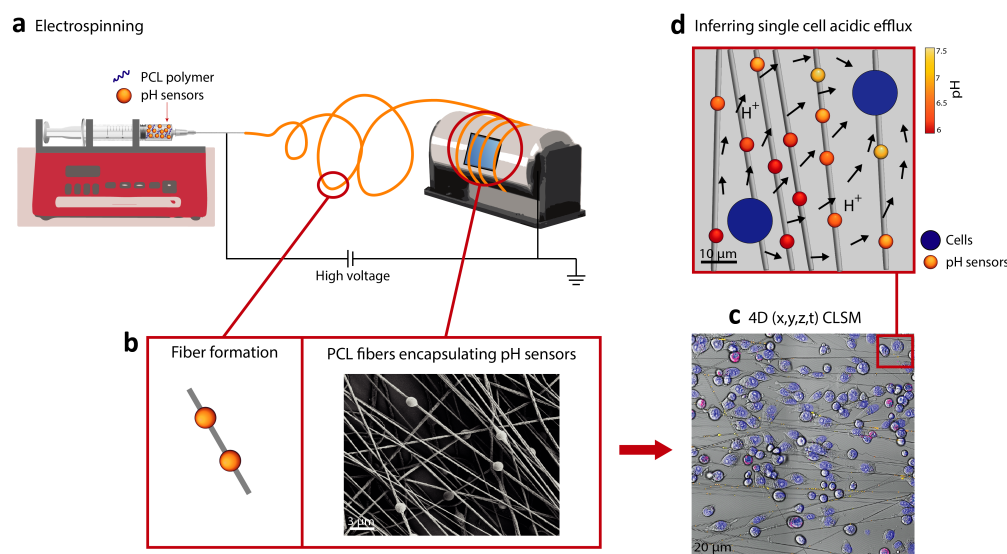 a Electrospinning
PCL polymer
pH sensors
High voltage
b
Fiber formation
PCL fibers encapsulating pH sensors
3 µm
c 4D (x,y,z,t) CLSM
20 µm
d Inferring single cell acidic efflux
H+
H+
10 µm
7.5
7
6.5
6
pH
Cells
pH sensors